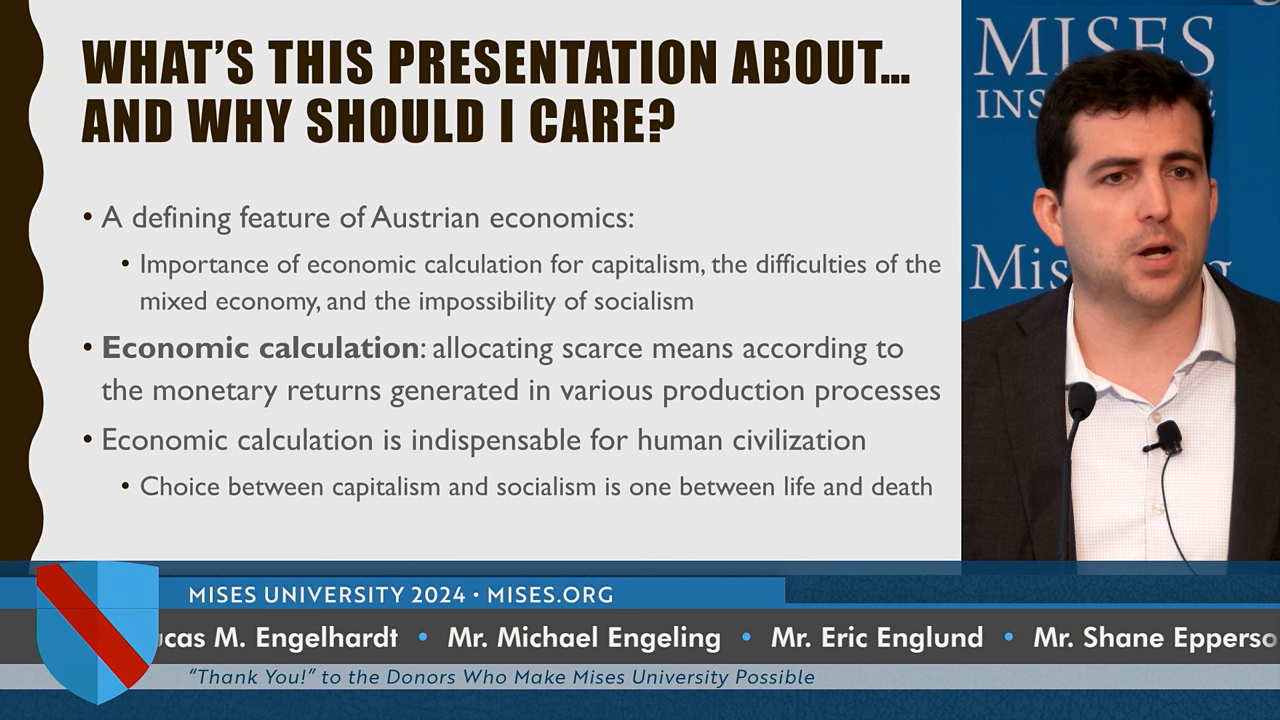 WHAT'S THIS PRESENTATION ABOUT...
AND WHY SHOULD I CARE?
• A defining feature of Austrian economics:
• Importance of economic calculation for capitalism, the difficulties of the
mixed economy, and the impossibility of socialism
• Economic calculation: allocating scarce means according to
the monetary returns generated in various production processes
• Economic calculation is indispensable for human civilization
• Choice between capitalism and socialism is one between life and death
MISES
MISES UNIVERSITY 2024 • MISES.ORG
M. Engelhardt • Mr. Michael Engeling • Mr. Eric Englund • Mr. Shane
"Thank You!" to the Donors Who Make Mises University Possible